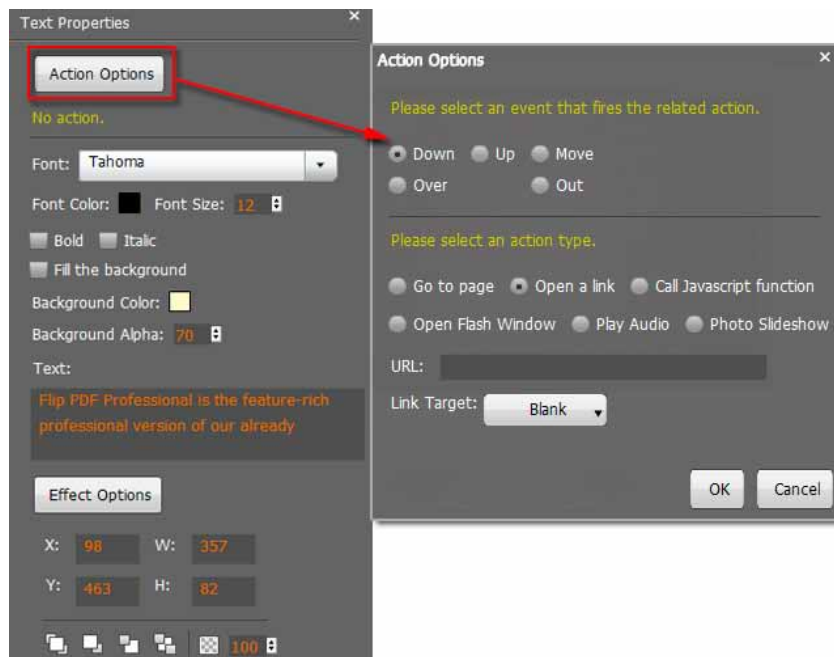 Text Properties
Action Options
No action.
Font: Tahoma
Font Color: Font Size: 12
Bold Italic
Fill the background
Background Color:
Background Alpha: 70
Text:
Flip PDF Professional is the feature-rich
professional version of our already
Effect Options
X: 98 W: 357
Y: 463 H: 82
100
Action Options
Please select an event that fires the related action.
Down Up Move
Over Out
Please select an action type.
Go to page Open a link Call Javascript function
Open Flash Window Play Audio Photo Slideshow
URL:
Link Target: Blank
OK Cancel